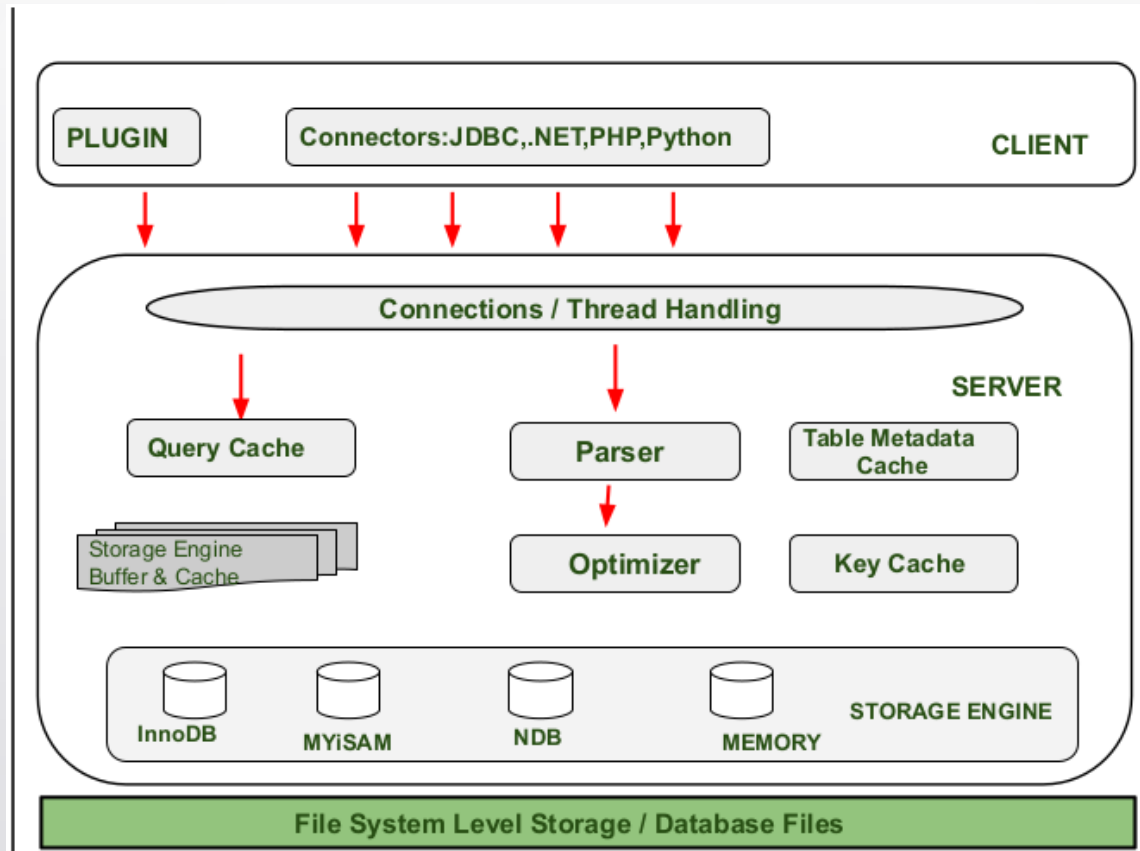 PLUGIN
Connectors:JDBC,.NET,PHP,Python
CLIENT
Connections / Thread Handling
SERVER
Query Cache
Parser
Table Metadata
Cache
Storage Engine
Buffer & Cache
Optimizer
Key Cache
InnoDB
MYiSAM
NDB
MEMORY
STORAGE ENGINE
File System Level Storage / Database Files